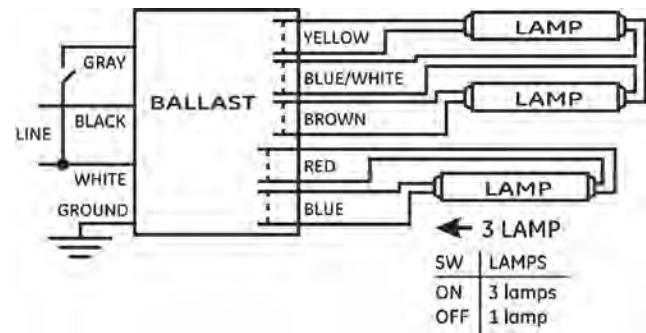 LAMP
YELLOW
GRAY
BLUE/WHITE
BALLAST
LAMP
BLACK
BROWN
LINE
RED
WHITE
LAMP
GROUND
BLUE
3 LAMP
SW LAMPS
ON 3 lamps
OFF 1 lamp